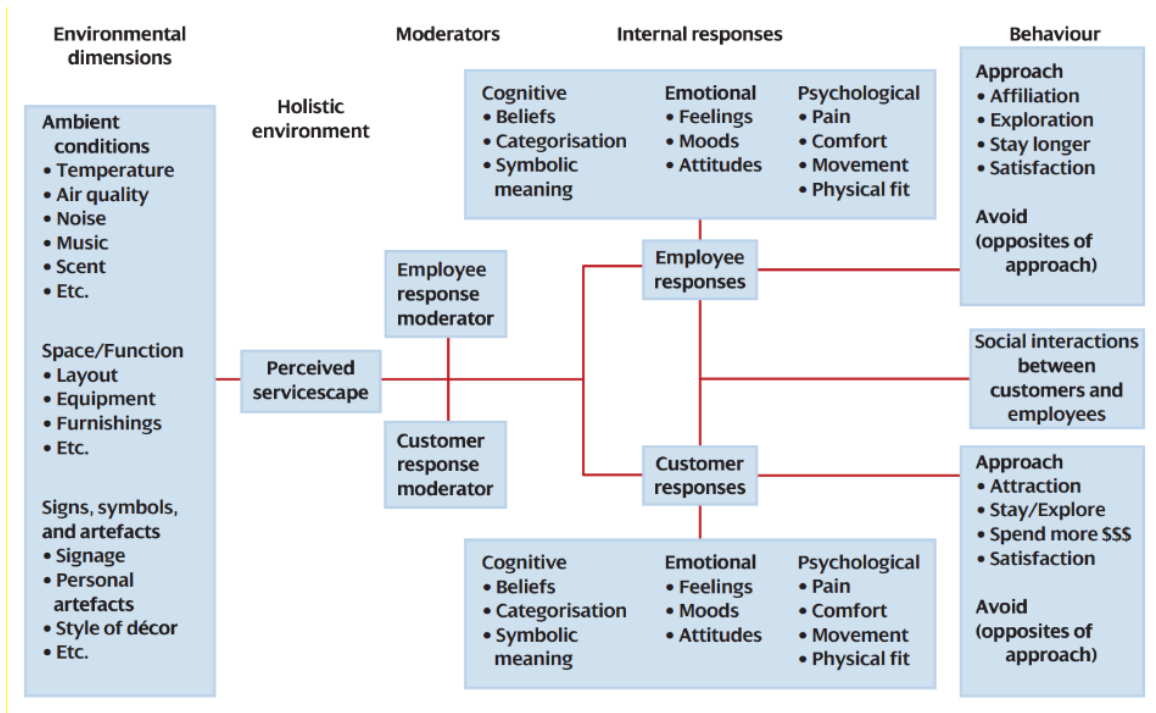 Environmental
dimensions
Holistic
environment
Moderators
Internal responses
Behaviour
Ambient
conditions
• Temperature
• Air quality
• Noise
• Music
• Scent
• Etc.
Space/Function
• Layout
• Equipment
• Furnishings
• Etc.
Signs, symbols,
and artefacts
• Signage
• Personal
artefacts
• Style of décor
• Etc.
Perceived
servicescape
Employee
response
moderator
Customer
response
moderator
Cognitive
• Beliefs
• Categorisation
• Symbolic
meaning
Emotional
• Feelings
• Moods
• Attitudes
Psychological
• Pain
• Comfort
• Movement
• Physical fit
Employee
responses
Customer
responses
Cognitive
• Beliefs
• Categorisation
• Symbolic
meaning
Emotional
• Feelings
• Moods
• Attitudes
Psychological
• Pain
• Comfort
• Movement
• Physical fit
Approach
• Affiliation
• Exploration
• Stay longer
• Satisfaction
Avoid
(opposites of
approach)
Social interactions
between
customers and
employees
Approach
• Attraction
• Stay/Explore
• Spend more $$$
• Satisfaction
Avoid
(opposites of
approach)